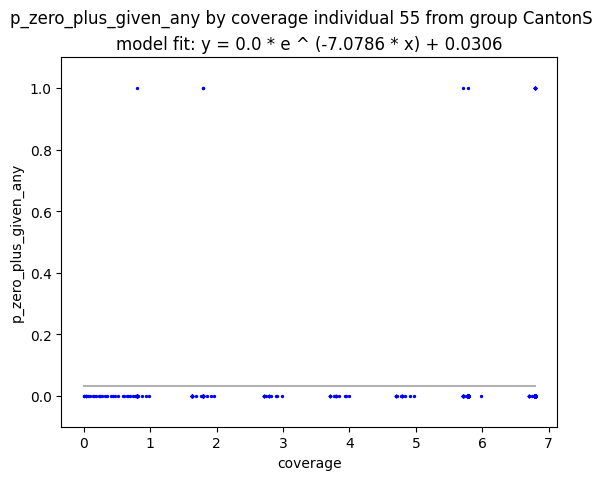 p_zero_plus_given_any by coverage individual 55 from group CantonS
model fit: y = 0.0 * e ^ (-7.0786 * x) + 0.0306
1.0
0.8
0.6
0.4
0.2
0.0
p_zero_plus_given_any
0 1 2 3 4 5 6 7
coverage